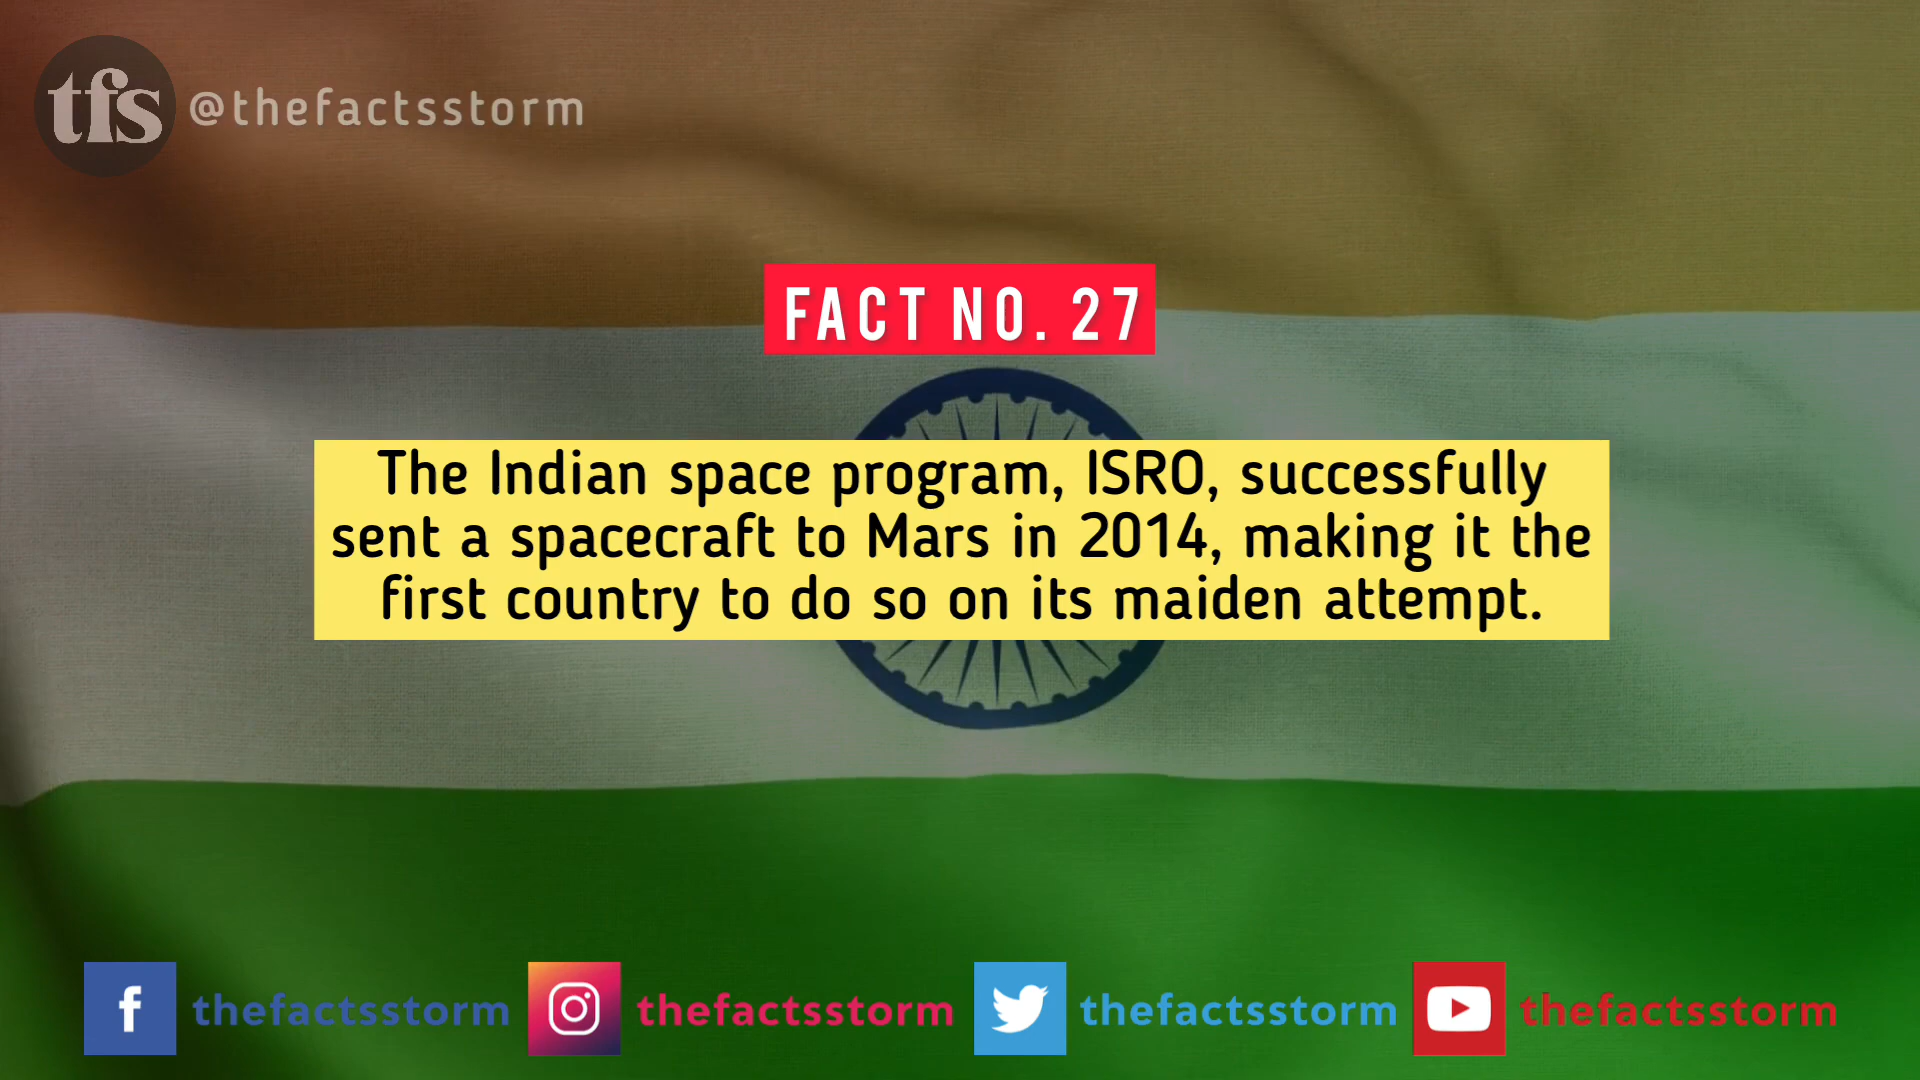 tfs @thefactsstorm
FACT NO. 27
The Indian space program, ISRO, successfully
sent a spacecraft to Mars in 2014, making it the
first country to do so on its maiden attempt.
f thefactsstorm thefactsstorm thefactsstorm thefactsstorm